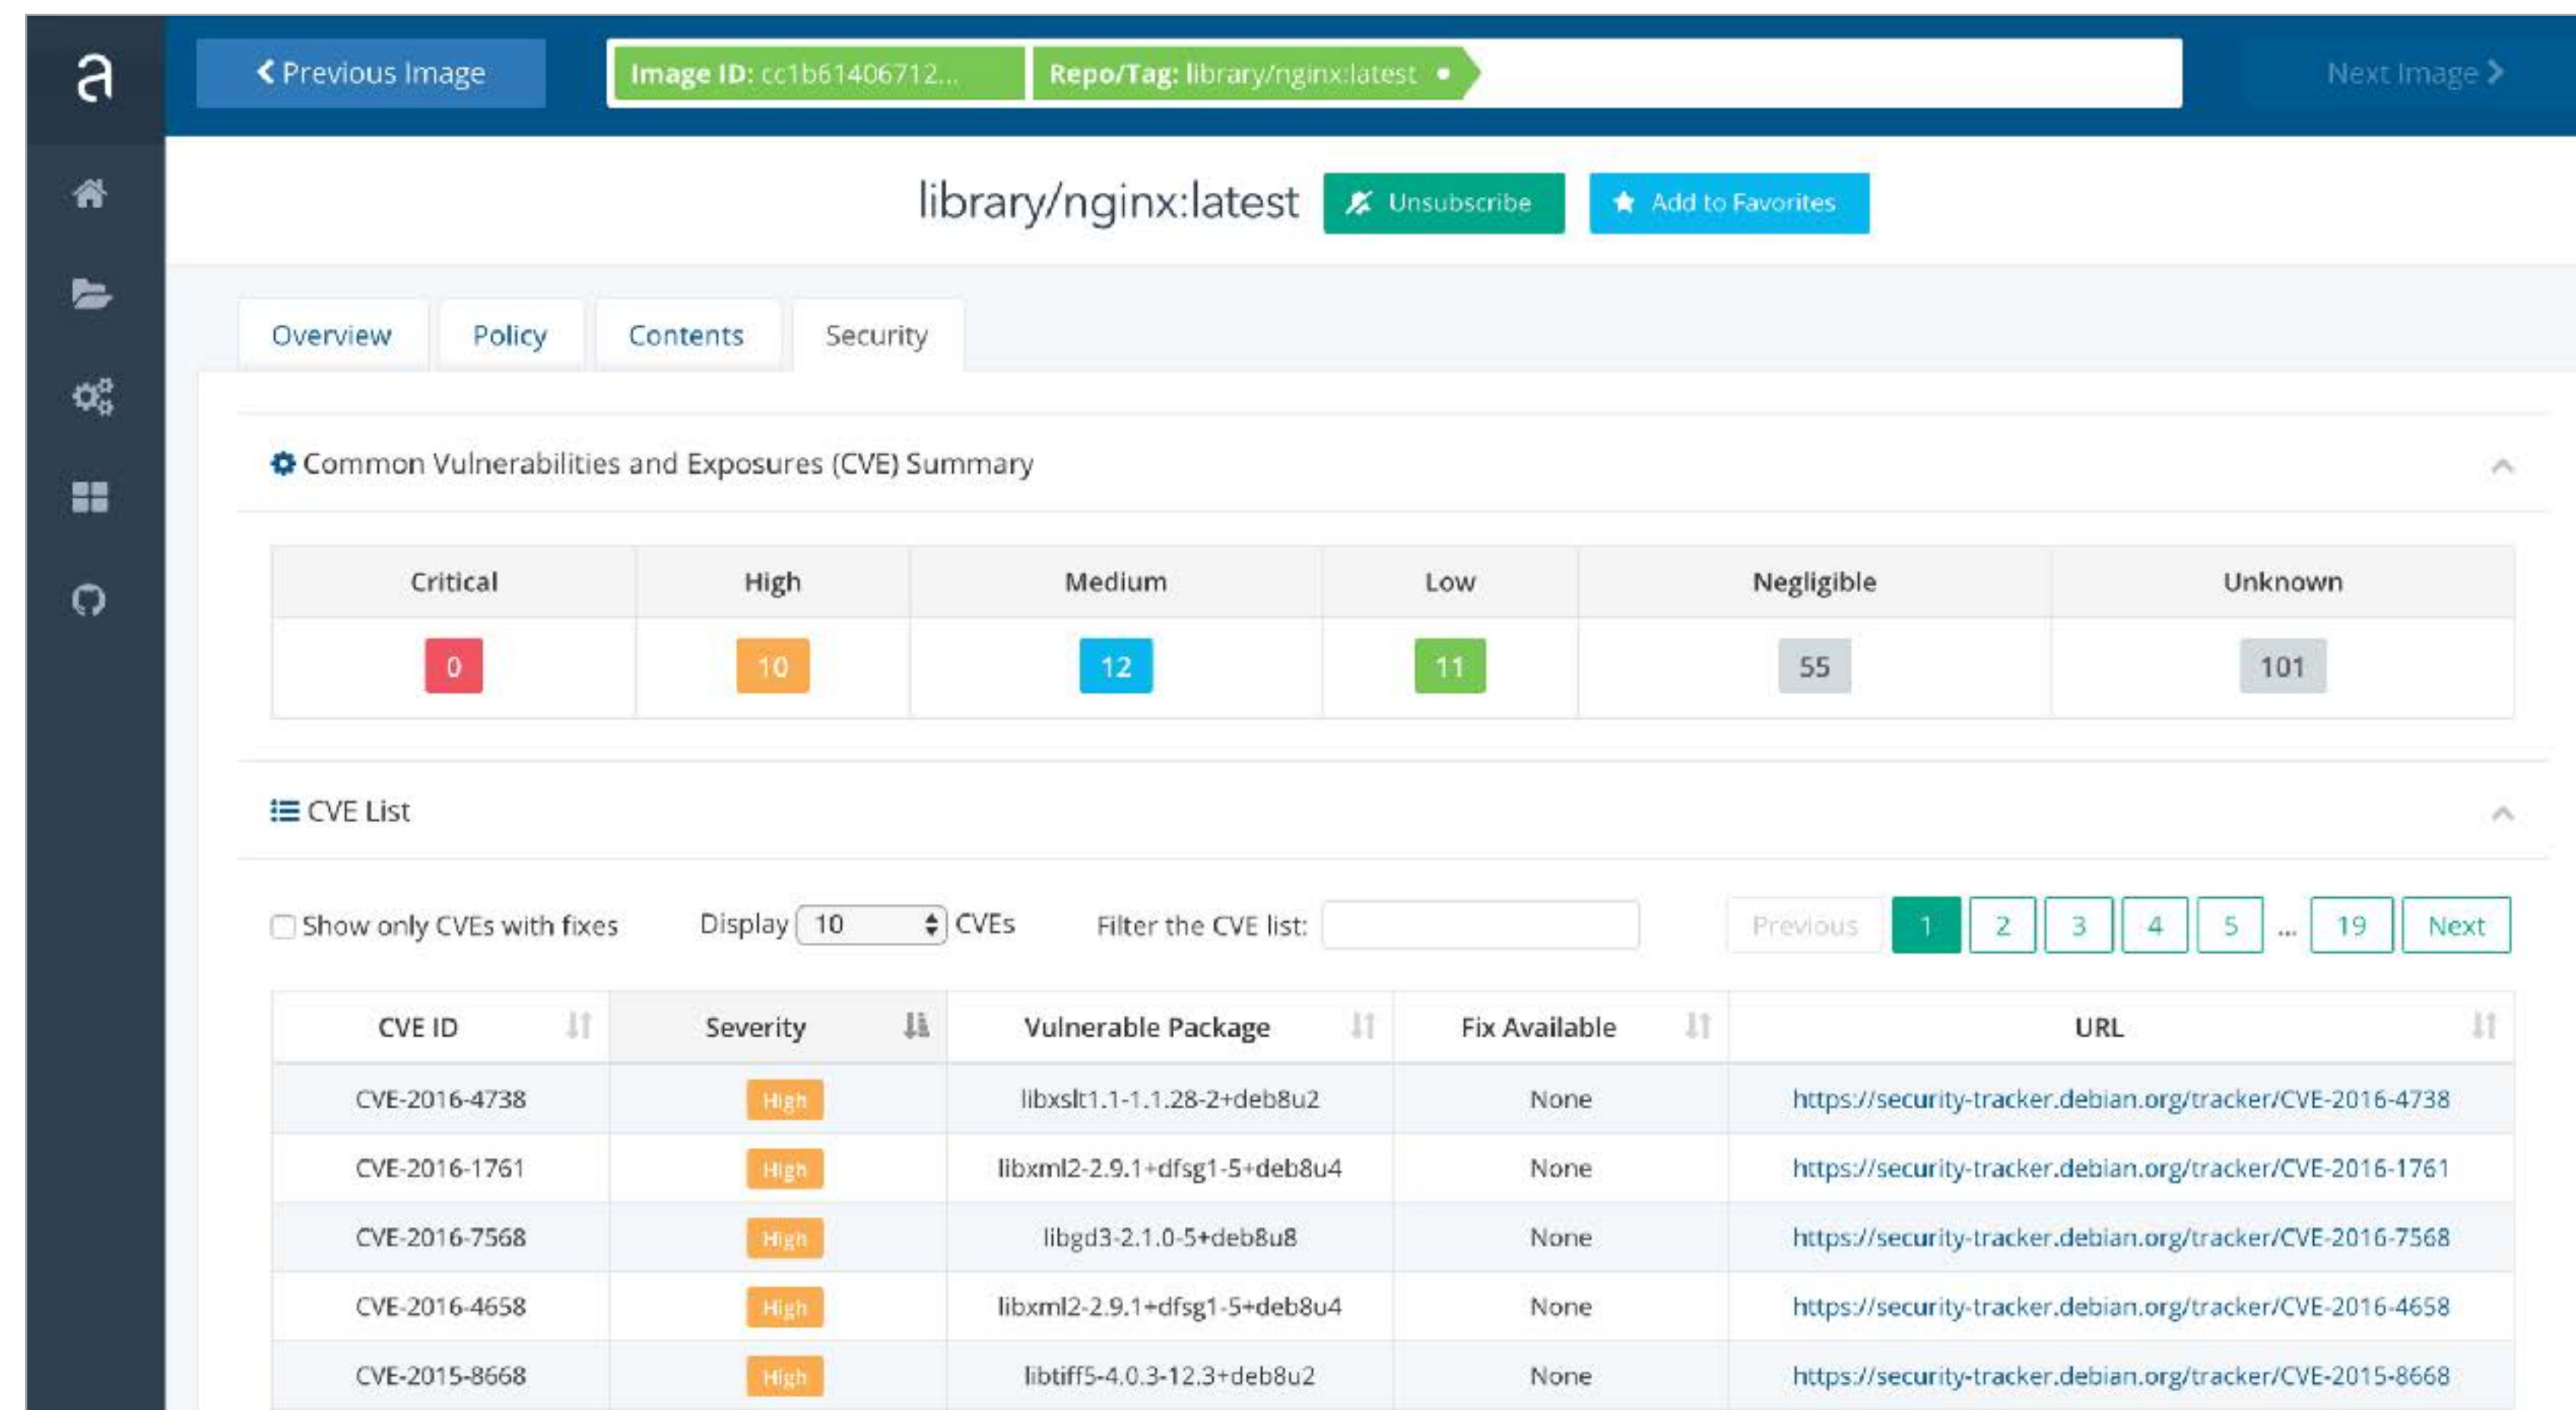 a
Previous Image
Image ID: cc1b61406712...
Repo/Tag: library/nginx:latest
Next Image
library/nginx:latest
Unsubscribe
Add to Favorites
Overview
Policy
Contents
Security
Common Vulnerabilities and Exposures (CVE) Summary
Critical High Medium Low Negligible Unknown
0 10 12 11 55 101
CVE List
Show only CVEs with fixes Display 10 CVEs Filter the CVE list: Previous 1 2 3 4 5 ... 19 Next
CVE ID Severity Vulnerable Package Fix Available URL
CVE-2016-4738 High libxslt1.1-1.1.28-2+deb8u2 None https://security-tracker.debian.org/tracker/CVE-2016-4738
CVE-2016-1761 High libxml2-2.9.1+dfsg1-5+deb8u4 None https://security-tracker.debian.org/tracker/CVE-2016-1761
CVE-2016-7568 High libgd3-2.1.0-5+deb8u8 None https://security-tracker.debian.org/tracker/CVE-2016-7568
CVE-2016-4658 High libxml2-2.9.1+dfsg1-5+deb8u4 None https://security-tracker.debian.org/tracker/CVE-2016-4658
CVE-2015-8668 High libtiff5-4.0.3-12.3+deb8u2 None https://security-tracker.debian.org/tracker/CVE-2015-8668